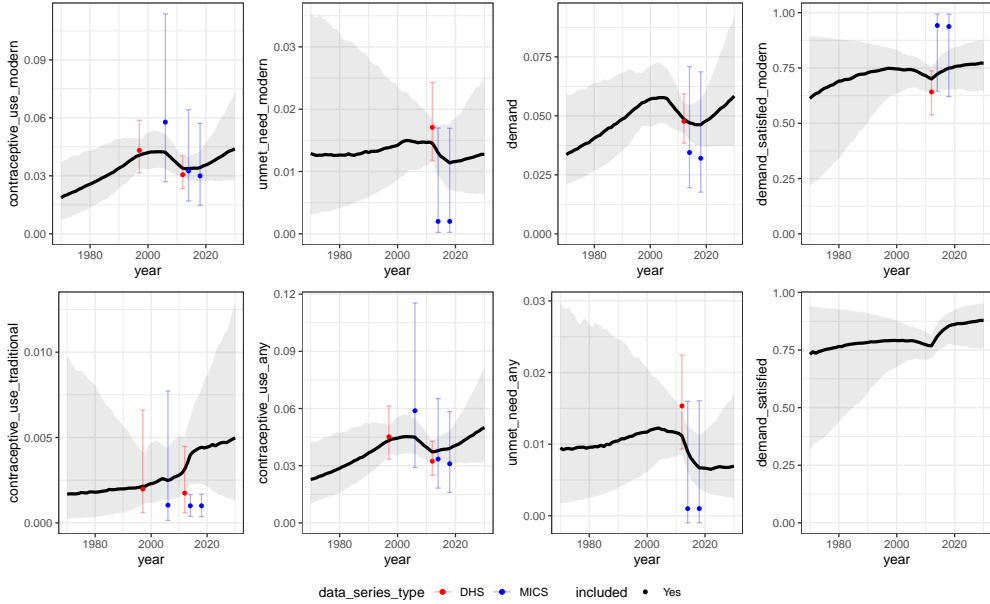 contraceptive_use_modern
0.00
0.03
0.06
0.09
1980 2000 2020
year
unmet_need_modern
0.00
0.01
0.02
0.03
1980 2000 2020
year
demand
0.000
0.025
0.050
0.075
1980 2000 2020
year
demand_satisfied_modern
0.00
0.25
0.50
0.75
1.00
1980 2000 2020
year
contraceptive_use_traditional
0.000
0.005
0.010
1980 2000 2020
year
contraceptive_use_any
0.00
0.03
0.06
0.09
0.12
1980 2000 2020
year
unmet_need_any
0.00
0.01
0.02
0.03
1980 2000 2020
year
demand_satisfied
0.00
0.25
0.50
0.75
1.00
1980 2000 2020
year
data_series_type DHS MICS included Yes